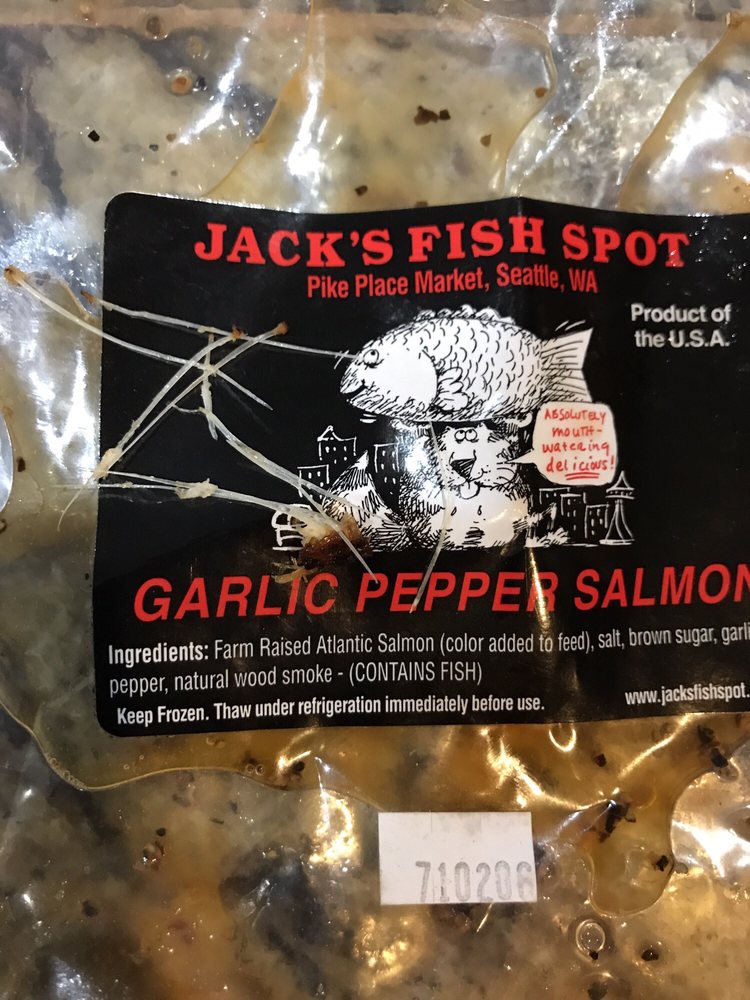 JACK'S FISH SPOT
Pike Place Market, Seattle, WA
Product of
the U.S.A.
ABSOLUTELY
mouth-
watering
delicious!
GARLIC PEPPER SALMON
Ingredients: Farm Raised Atlantic Salmon (color added to feed), salt, brown sugar, garli
pepper, natural wood smoke - (CONTAINS FISH)
Keep Frozen. Thaw under refrigeration immediately before use.
www.jacksfishspot.
710206